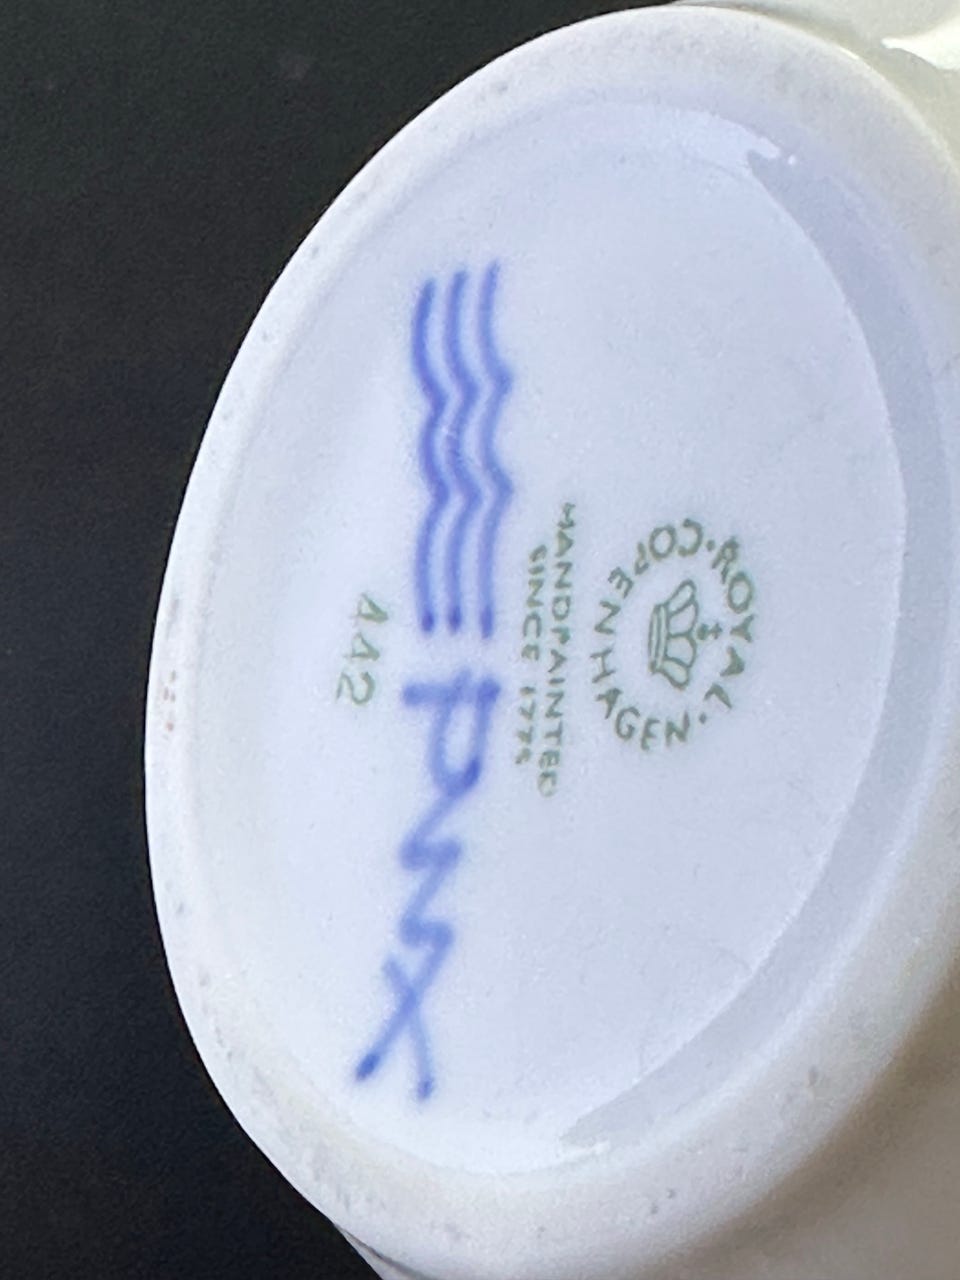 ROYAL
COPENHAGEN
HANDPAINTED
SINCE 1775
442